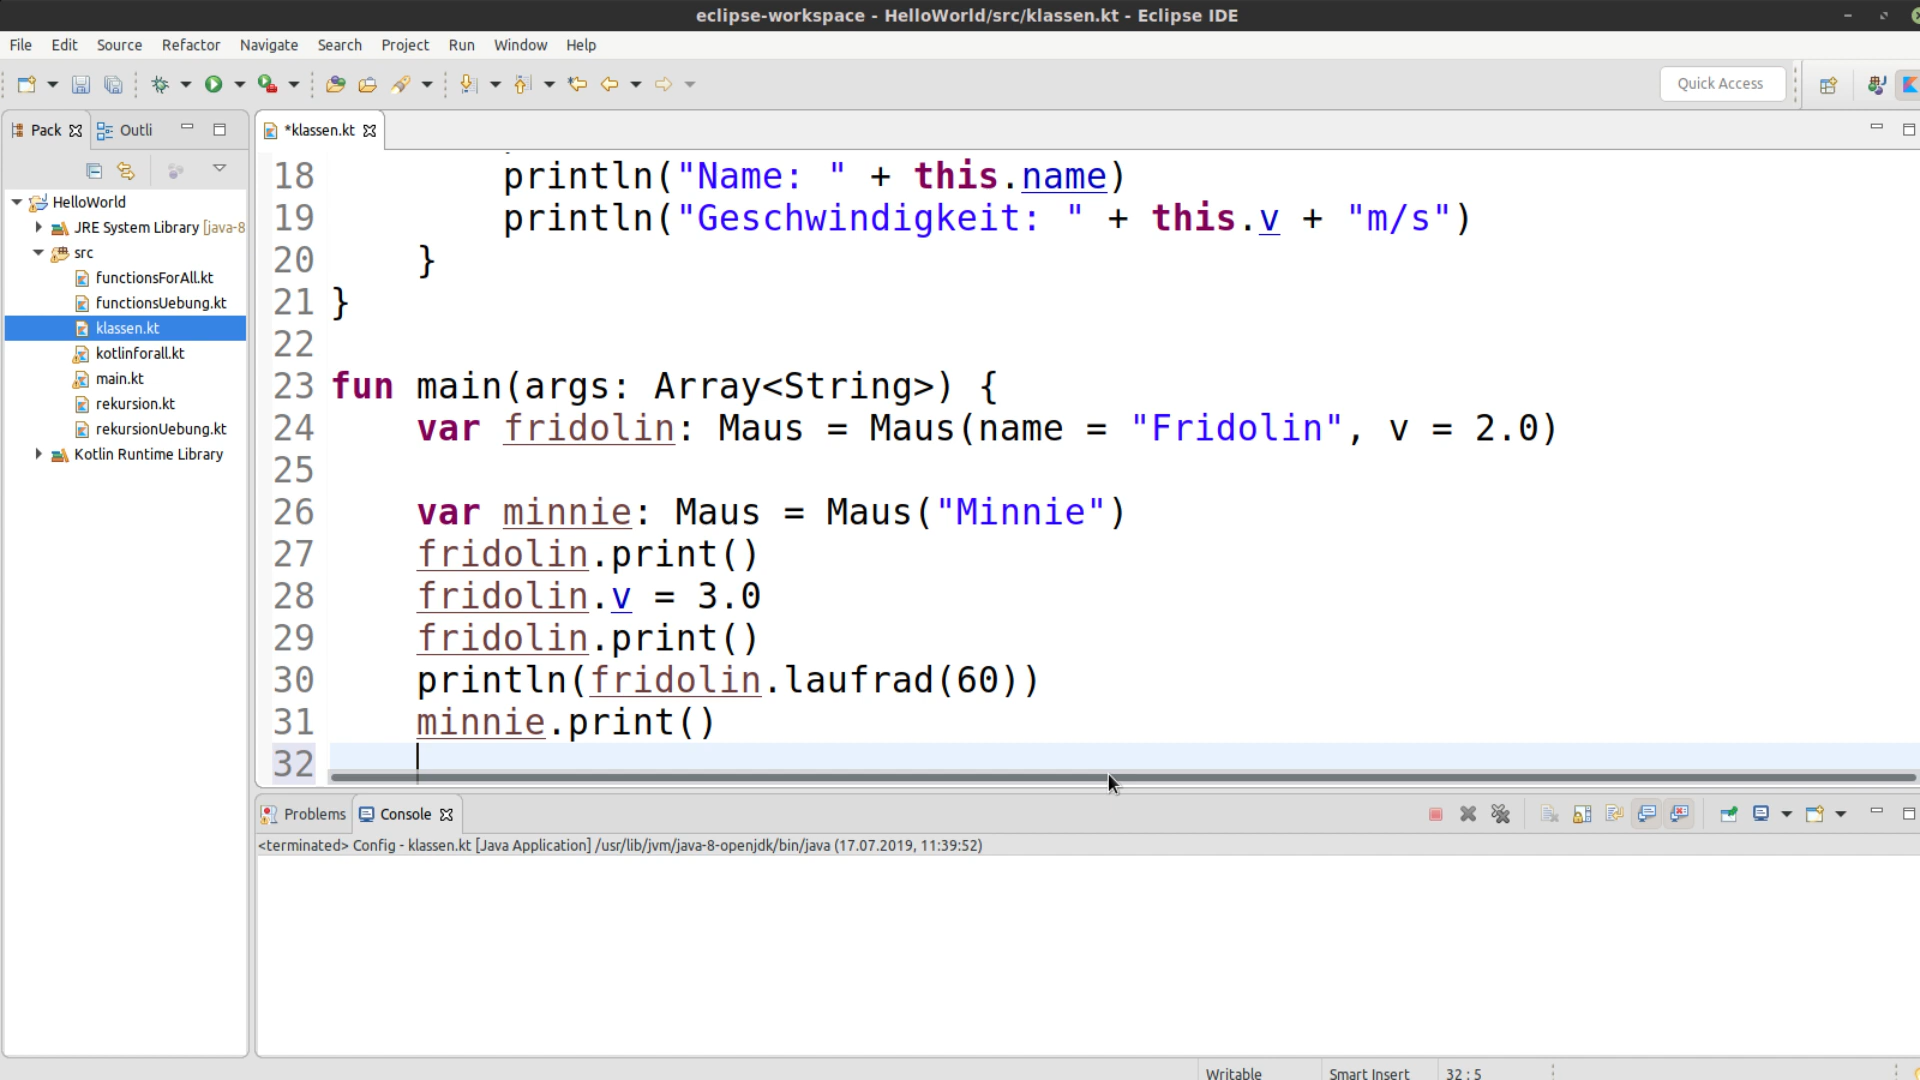 eclipse-workspace - HelloWorld/src/klassen.kt - Eclipse IDE
File Edit Source Refactor Navigate Search Project Run Window Help
Quick Access
Pack Outli
*klassen.kt
HelloWorld
JRE System Library [java-8
src
functionsForAll.kt
functionsUebung.kt
klassen.kt
kotlinforall.kt
main.kt
rekursion.kt
rekursionUebung.kt
Kotlin Runtime Library
18 println("Name: " + this.name)
19 println("Geschwindigkeit: " + this.v + "m/s")
20 }
21 }
22
23 fun main(args: Array<String>) {
24 var fridolin: Maus = Maus(name = "Fridolin", v = 2.0)
25
26 var minnie: Maus = Maus("Minnie")
27 fridolin.print()
28 fridolin.v = 3.0
29 fridolin.print()
30 println(fridolin.laufrad(60))
31 minnie.print()
32
Problems Console
<terminated> Config - klassen.kt [Java Application] /usr/lib/jvm/java-8-openjdk/bin/java (17.07.2019, 11:39:52)
Writable Smart Insert 32 : 5